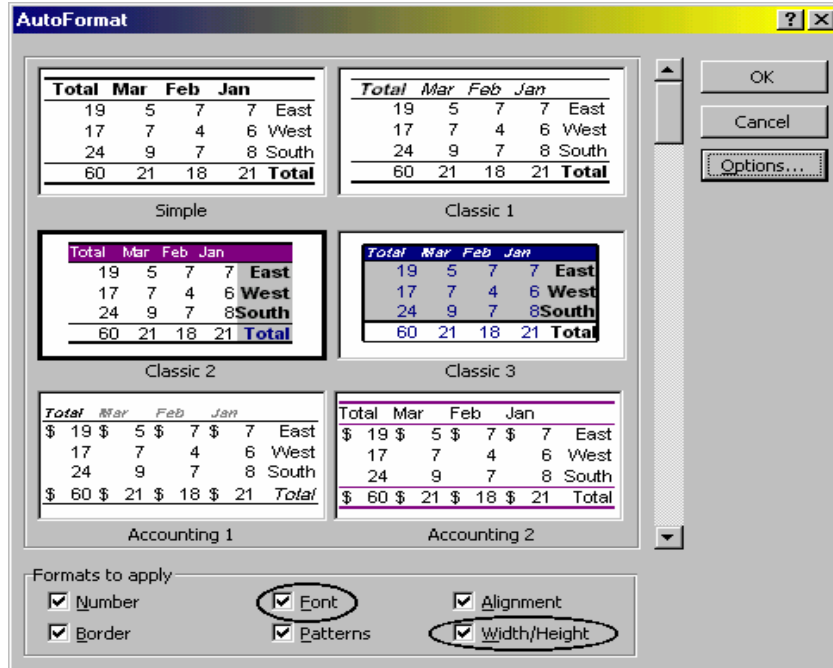 AutoFormat
Total Mar Feb Jan
19 5 7 7 East
17 7 4 6 West
24 9 7 8 South
60 21 18 21 Total
Simple
Total Mar Feb Jan
19 5 7 7 East
17 7 4 6 West
24 9 7 8 South
60 21 18 21 Total
Classic 1
OK
Cancel
Options...
Total Mar Feb Jan
19 5 7 7 East
17 7 4 6 West
24 9 7 8South
60 21 18 21 Total
Classic 2
Total Mar Feb Jan
19 5 7 7 East
17 7 4 6 West
24 9 7 8South
60 21 18 21 Total
Classic 3
Total Mar Feb Jan
$ 19 $ 5 $ 7 $ 7 East
17 7 4 6 West
24 9 7 8 South
$ 60 $ 21 $ 18 $ 21 Total
Accounting 1
Total Mar Feb Jan
$ 19 $ 5 $ 7 $ 7 East
17 7 4 6 West
24 9 7 8 South
$ 60 $ 21 $ 18 $ 21 Total
Accounting 2
Formats to apply
Number Font Alignment
Border Patterns Width/Height